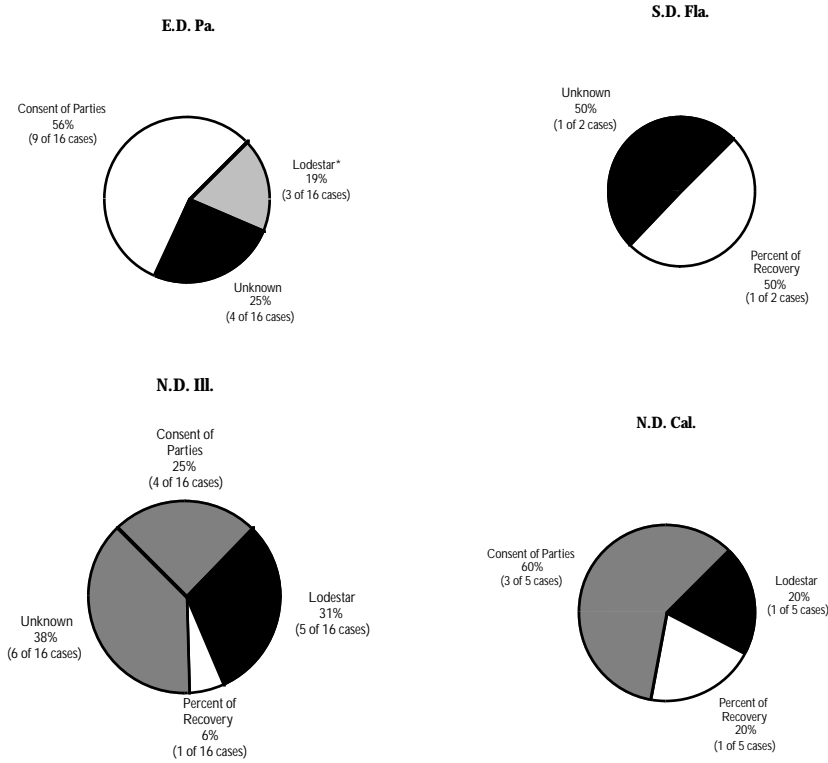 E.D. Pa.
Consent of Parties
56%
(9 of 16 cases)
Lodestar*
19%
(3 of 16 cases)
Unknown
25%
(4 of 16 cases)
S.D. Fla.
Unknown
50%
(1 of 2 cases)
Percent of
Recovery
50%
(1 of 2 cases)
N.D. Ill.
Consent of
Parties
25%
(4 of 16 cases)
Lodestar
31%
(5 of 16 cases)
Unknown
38%
(6 of 16 cases)
Percent of
Recovery
6%
(1 of 16 cases)
N.D. Cal.
Consent of Parties
60%
(3 of 5 cases)
Lodestar
20%
(1 of 5 cases)
Percent of
Recovery
20%
(1 of 5 cases)